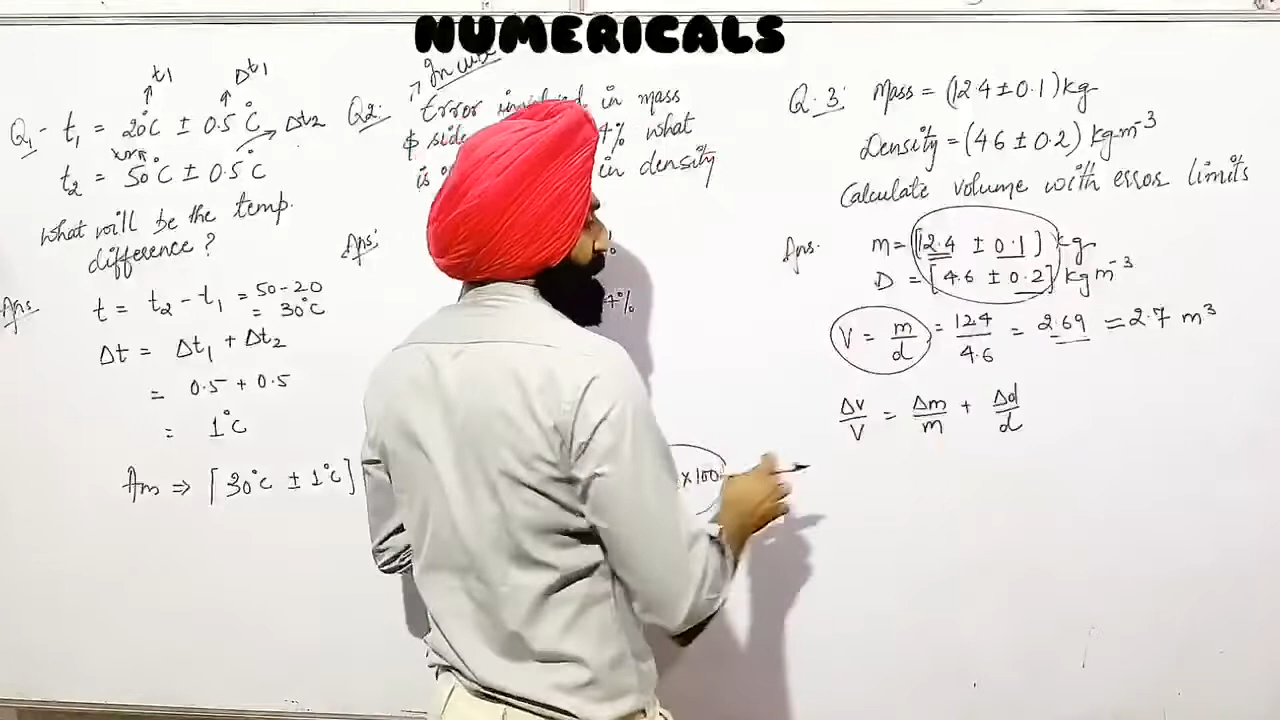 NUMERICALS
t1 Δt1
Q1- t1 = 20°C ± 0.5°C Δt2
t2 = 50°C ± 0.5°C
What will be the temp.
difference?
Ans
t = t2 - t1 = 50-20
= 30°C
Δt = Δt1 + Δt2
= 0.5 + 0.5
= 1°C
Ans ⇒ [30°C ± 1°C]
Q2:
Error in mass
& side 4% what
is in density
Ans:
4%
x100
Q.3: Mass = (12.4 ± 0.1) kg
Density = (4.6 ± 0.2) kg m-3
Calculate volume with error limits
Ans. m = [12.4 ± 0.1] kg
D = [4.6 ± 0.2] kg m-3
V = m/d = 12.4/4.6 = 2.69 = 2.7 m3
Δv/V = Δm/m + Δd/d